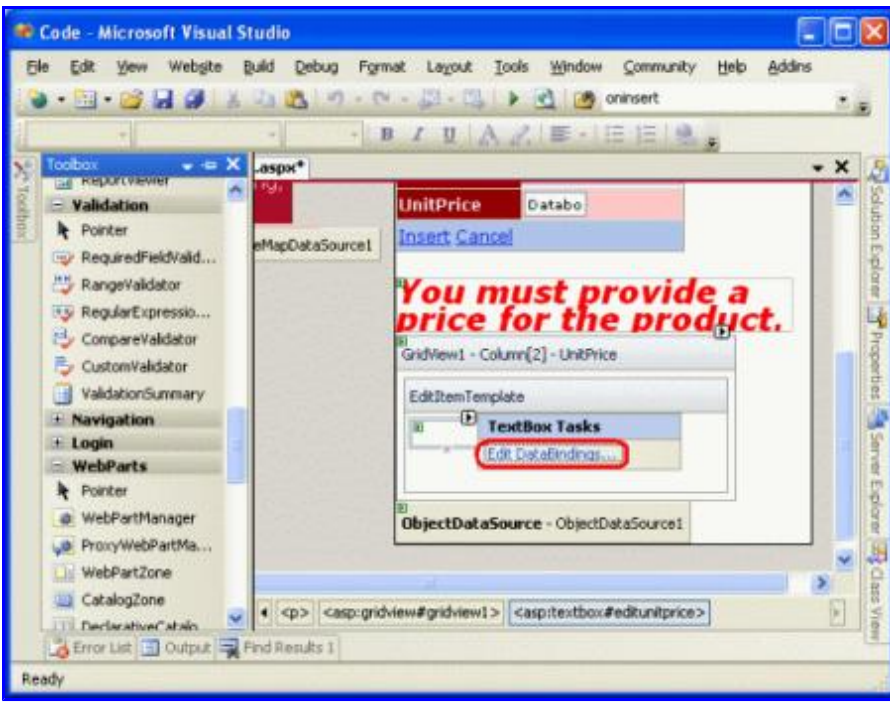 Code - Microsoft Visual Studio
File Edit View Website Build Debug Format Layout Tools Window Community Help Addins
oninsert
B I U A
Toolbox
.aspx*
Toolbox
ReportViewer
Validation
Pointer
RequiredFieldValid...
RangeValidator
RegularExpressio...
CompareValidator
CustomValidator
ValidationSummary
Navigation
Login
WebParts
Pointer
WebPartManager
ProxyWebPartMa...
WebPartZone
CatalogZone
DeclarativeCatalo
eMapDataSource1
UnitPrice Databo
Insert Cancel
You must provide a
price for the product.
GridView1 - Column[2] - UnitPrice
EditItemTemplate
TextBox Tasks
Edit DataBindings...
ObjectDataSource - ObjectDataSource1
<p> <asp:gridview#gridview1> <asp:textbox#editunitprice>
Solution Explorer
Properties
Server Explorer
Class View
Error List Output Find Results 1
Ready